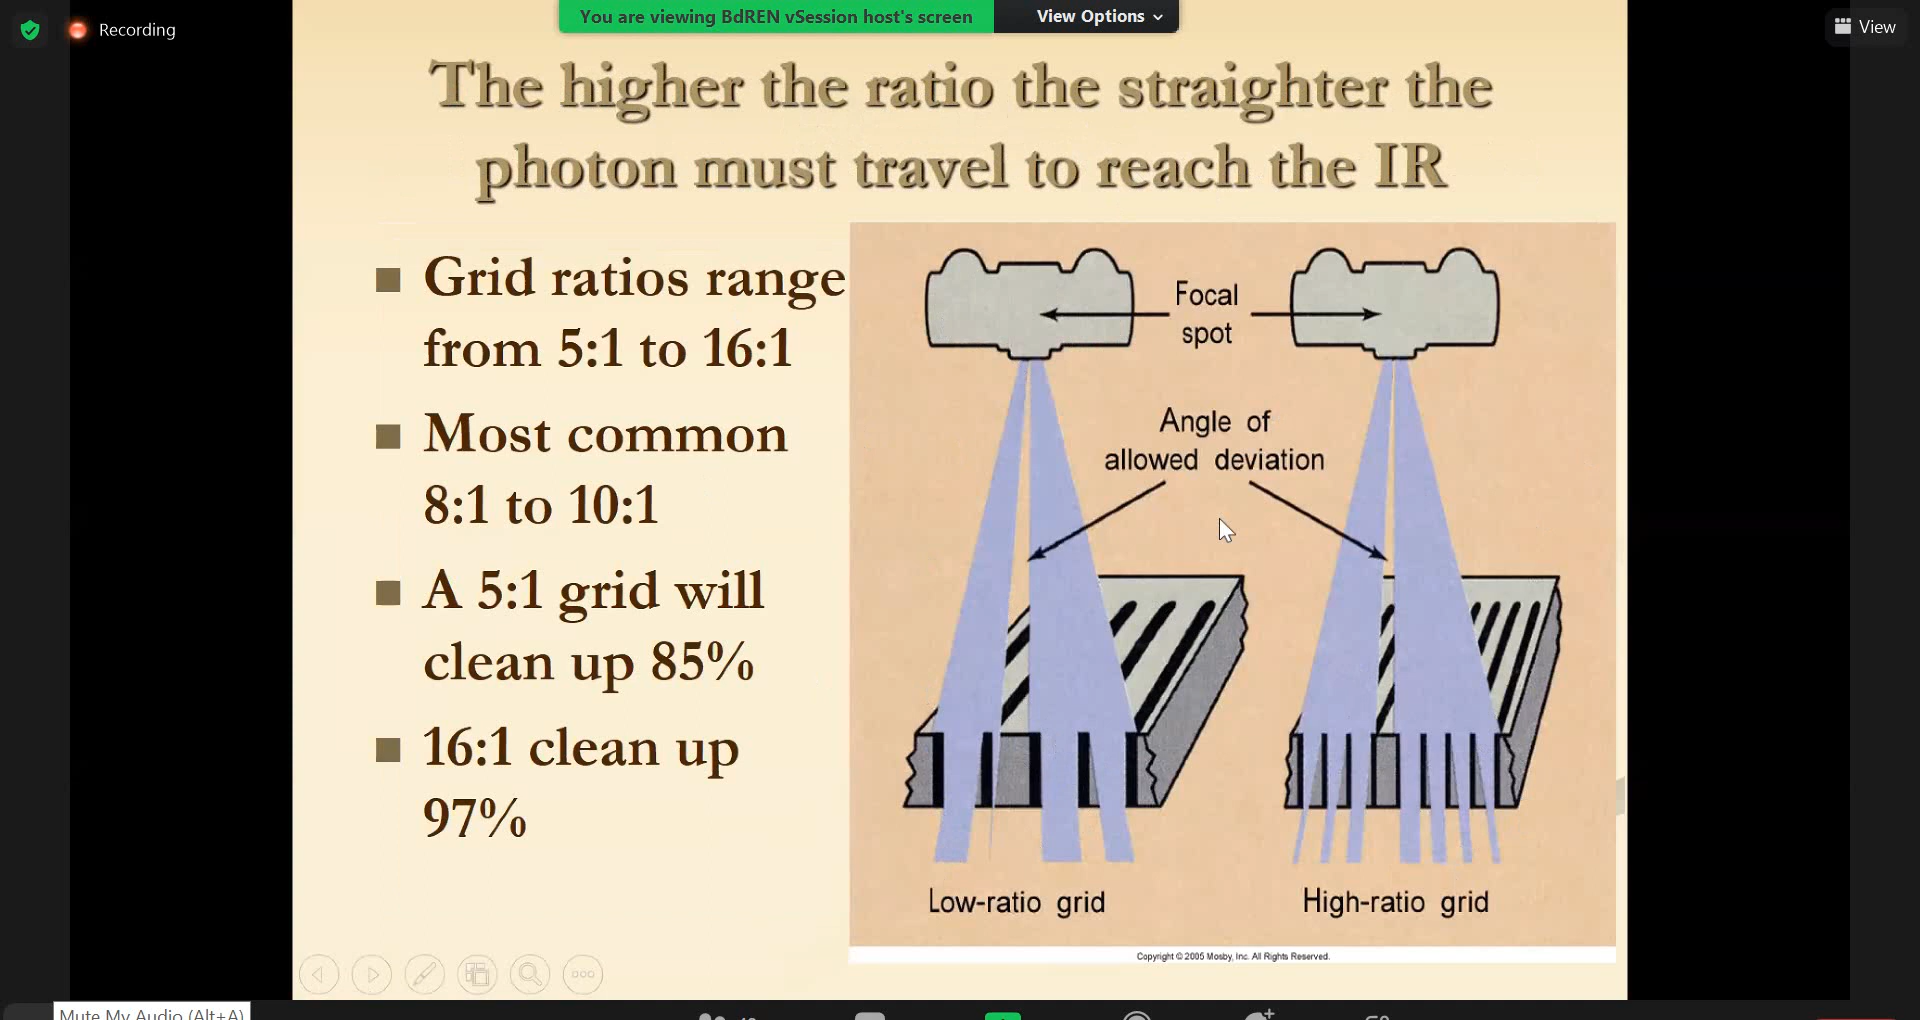 You are viewing BdREN vSession host's screen
View Options
Recording
View
The higher the ratio the straighter the
photon must travel to reach the IR
Grid ratios range
from 5:1 to 16:1
Most common
8:1 to 10:1
A 5:1 grid will
clean up 85%
16:1 clean up
97%
Focal
spot
Angle of
allowed deviation
Low-ratio grid
High-ratio grid
Copyright © 2005 Mosby, Inc. All Rights Reserved.
Mute My Audio (Alt+A)